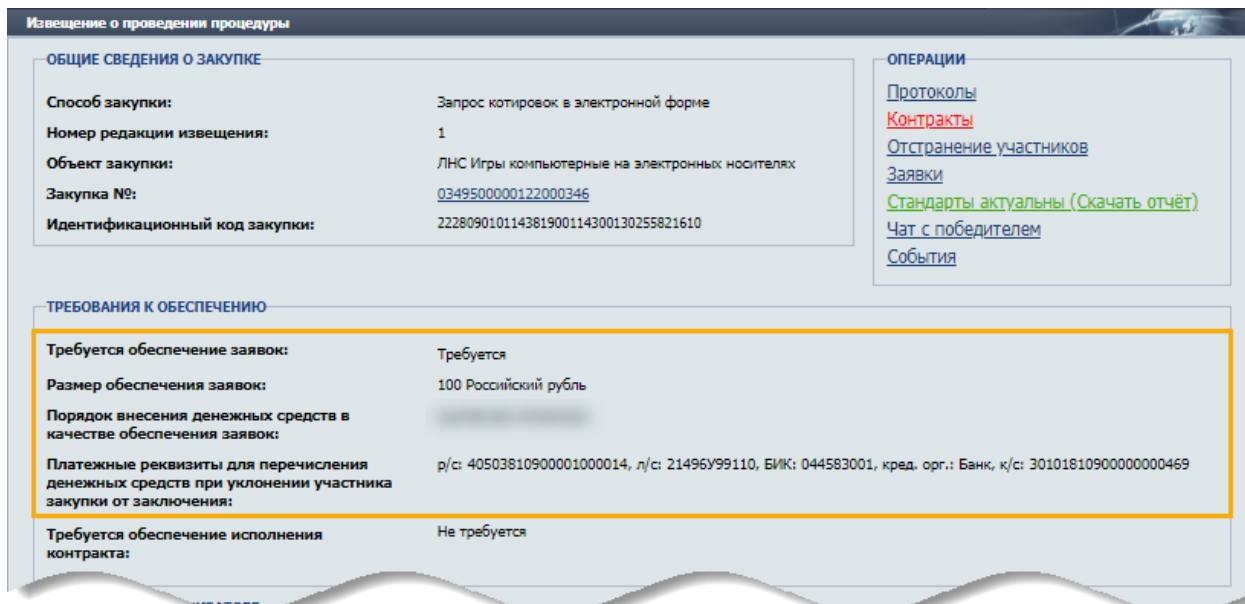 Извещение о проведении процедуры
ОБЩИЕ СВЕДЕНИЯ О ЗАКУПКЕ
Способ закупки: Запрос котировок в электронной форме
Номер редакции извещения: 1
Объект закупки: ЛНС Игры компьютерные на электронных носителях
Закупка №: 0349500000122000346
Идентификационный код закупки: 222809010114381900114300130255821610
ОПЕРАЦИИ
Протоколы
Контракты
Отстранение участников
Заявки
Стандарты актуальны (Скачать отчёт)
Чат с победителем
События
ТРЕБОВАНИЯ К ОБЕСПЕЧЕНИЮ
Требуется обеспечение заявок: Требуется
Размер обеспечения заявок: 100 Российский рубль
Порядок внесения денежных средств в
качестве обеспечения заявок:
Платежные реквизиты для перечисления р/с: 40503810900001000014, л/с: 21496У99110, БИК: 044583001, кред. орг.: Банк, к/с: 30101810900000000469
денежных средств при уклонении участника
закупки от заключения:
Требуется обеспечение исполнения Не требуется
контракта: